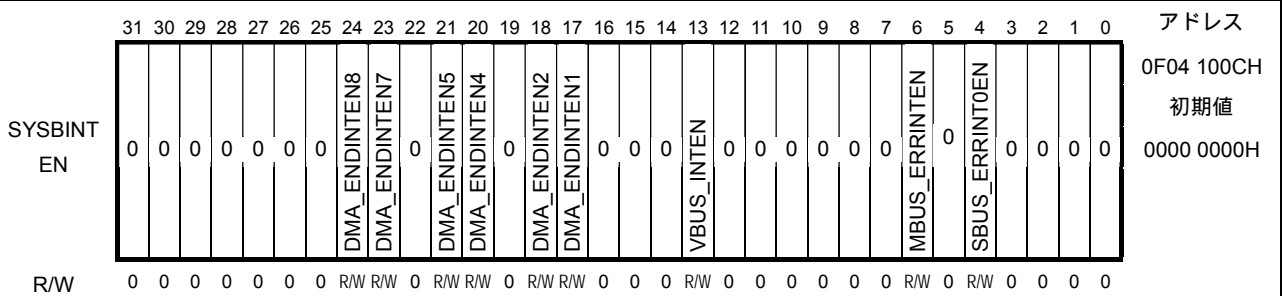 31 30 29 28 27 26 25 24 23 22 21 20 19 18 17 16 15 14 13 12 11 10 9 8 7 6 5 4 3 2 1 0 アドレス
SYSBINT
EN
0 0 0 0 0 0 0 DMA_ENDINTEN8 DMA_ENDINTEN7 0 DMA_ENDINTEN5 DMA_ENDINTEN4 0 DMA_ENDINTEN2 DMA_ENDINTEN1 0 0 0 VBUS_INTEN 0 0 0 0 0 0 MBUS_ERRINTEN 0 SBUS_ERRINT0EN 0 0 0 0
0F04 100CH
初期値
0000 0000H
R/W 0 0 0 0 0 0 0 R/W R/W 0 R/W R/W 0 R/W R/W 0 0 0 R/W 0 0 0 0 0 0 R/W 0 R/W 0 0 0 0